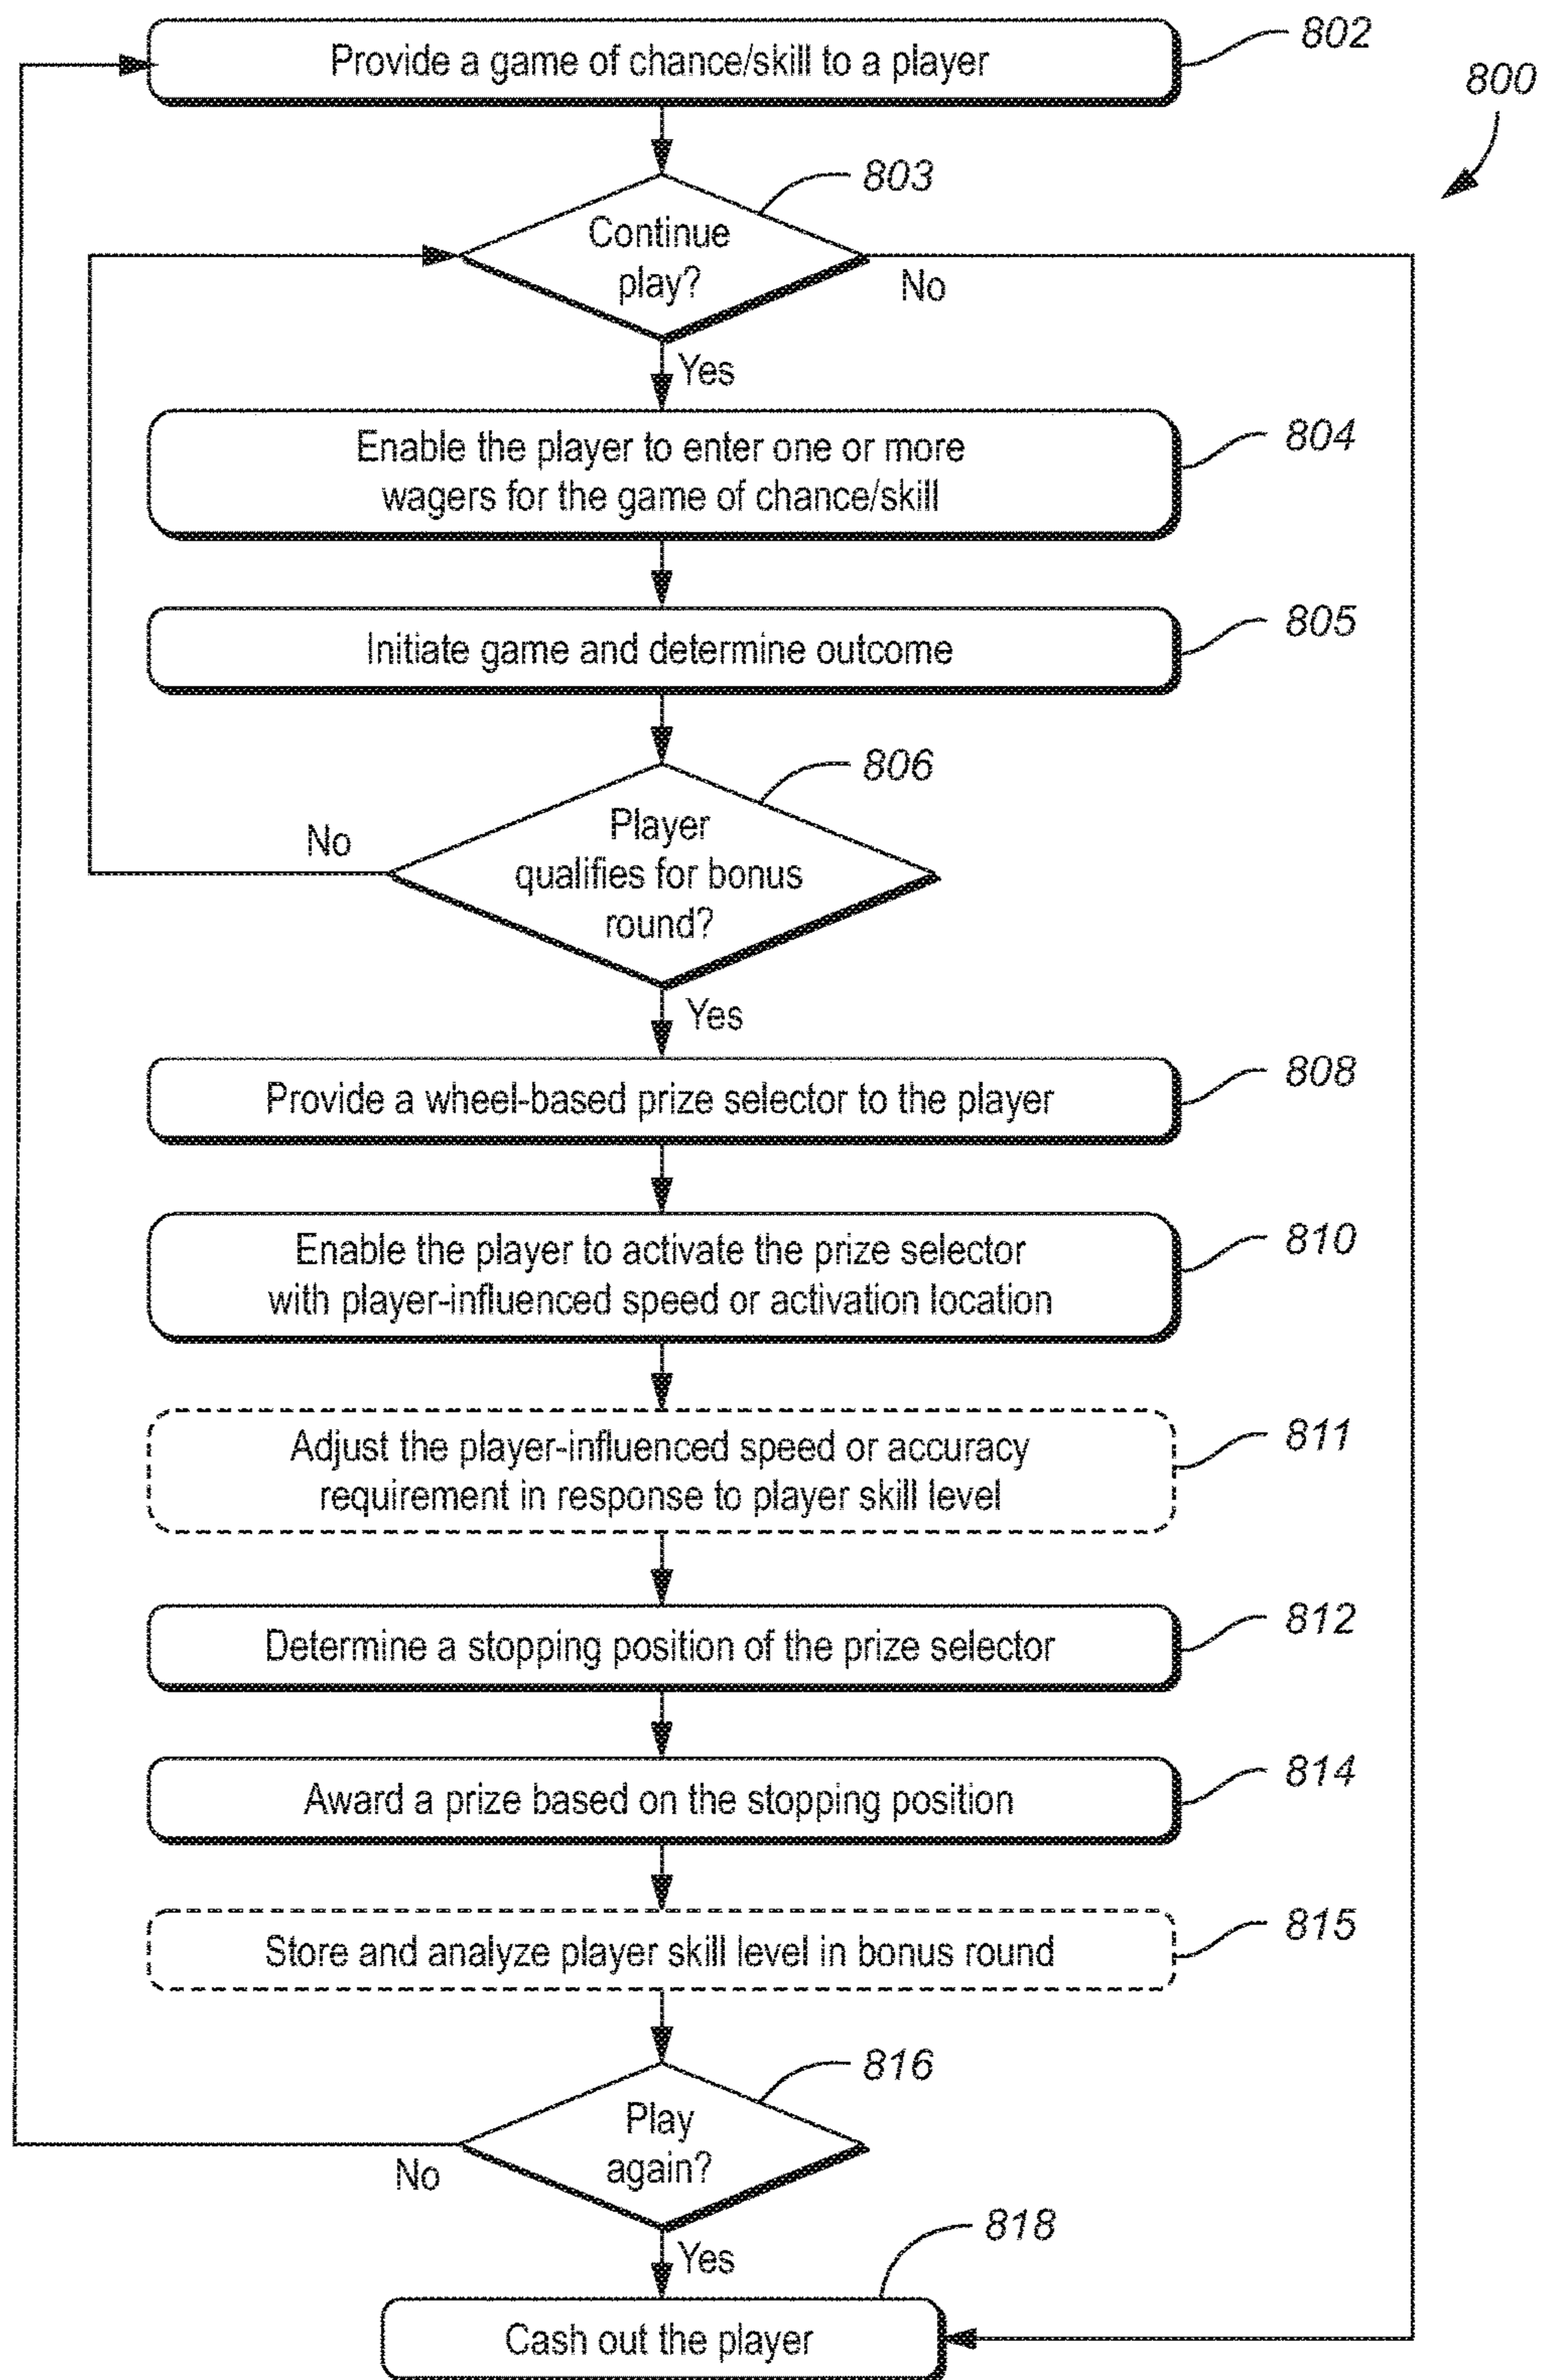 Provide a game of chance/skill to a player
802
800
803
Continue
play?
No
Yes
Enable the player to enter one or more
wagers for the game of chance/skill
804
Initiate game and determine outcome
805
806
Player
qualifies for bonus
round?
No
Yes
Provide a wheel-based prize selector to the player
808
Enable the player to activate the prize selector
with player-influenced speed or activation location
810
Adjust the player-influenced speed or accuracy
requirement in response to player skill level
811
Determine a stopping position of the prize selector
812
Award a prize based on the stopping position
814
Store and analyze player skill level in bonus round
815
816
Play
again?
No
Yes
818
Cash out the player